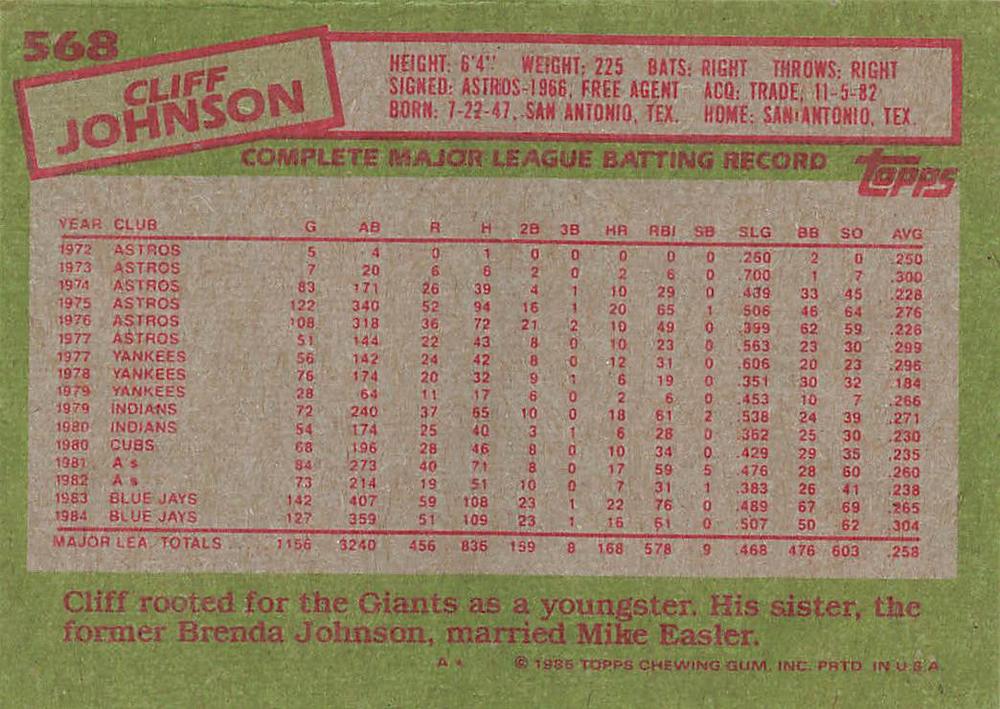 568
CLIFF
JOHNSON
HEIGHT: 6'4" WEIGHT: 225 BATS: RIGHT THROWS: RIGHT
SIGNED: ASTROS-1966, FREE AGENT ACQ: TRADE, 11-5-82
BORN: 7-22-47, SAN ANTONIO, TEX. HOME: SAN ANTONIO, TEX.
COMPLETE MAJOR LEAGUE BATTING RECORD
topps
YEAR CLUB G AB R H 2B 3B HR RBI SB SLG BB SO AVG
1972 ASTROS 5 4 0 1 0 0 0 0 0 .250 2 0 .250
1973 ASTROS 7 20 6 6 2 0 2 6 0 .700 1 7 .300
1974 ASTROS 83 171 26 39 4 1 10 29 0 .439 33 45 .228
1975 ASTROS 122 340 52 94 16 1 20 65 1 .506 46 64 .276
1976 ASTROS 108 318 36 72 21 2 10 49 0 .399 62 59 .226
1977 ASTROS 51 144 22 43 8 0 10 23 0 .563 23 30 .299
1977 YANKEES 56 142 24 42 8 0 12 31 0 .606 20 23 .296
1978 YANKEES 76 174 20 32 9 1 6 19 0 .351 30 32 .184
1979 YANKEES 28 64 11 17 6 0 2 6 0 .453 10 7 .266
1979 INDIANS 72 240 37 65 10 0 18 61 2 .538 24 39 .271
1980 INDIANS 54 174 25 40 3 1 6 28 0 .362 25 30 .230
1980 CUBS 68 196 28 46 8 0 10 34 0 .429 29 35 .235
1981 A s 84 273 40 71 8 0 17 59 5 .476 28 60 .260
1982 A s 73 214 19 51 10 0 7 31 1 .383 26 41 .238
1983 BLUE JAYS 142 407 59 108 23 1 22 76 0 .489 67 69 .265
1984 BLUE JAYS 127 359 51 109 23 1 16 61 0 .507 50 62 .304
MAJOR LEA. TOTALS 1156 3240 456 836 159 8 168 578 9 .468 476 603 .258
Cliff rooted for the Giants as a youngster. His sister, the
former Brenda Johnson, married Mike Easler.
A * © 1985 TOPPS CHEWING GUM, INC. PRTD. IN U.S.A.